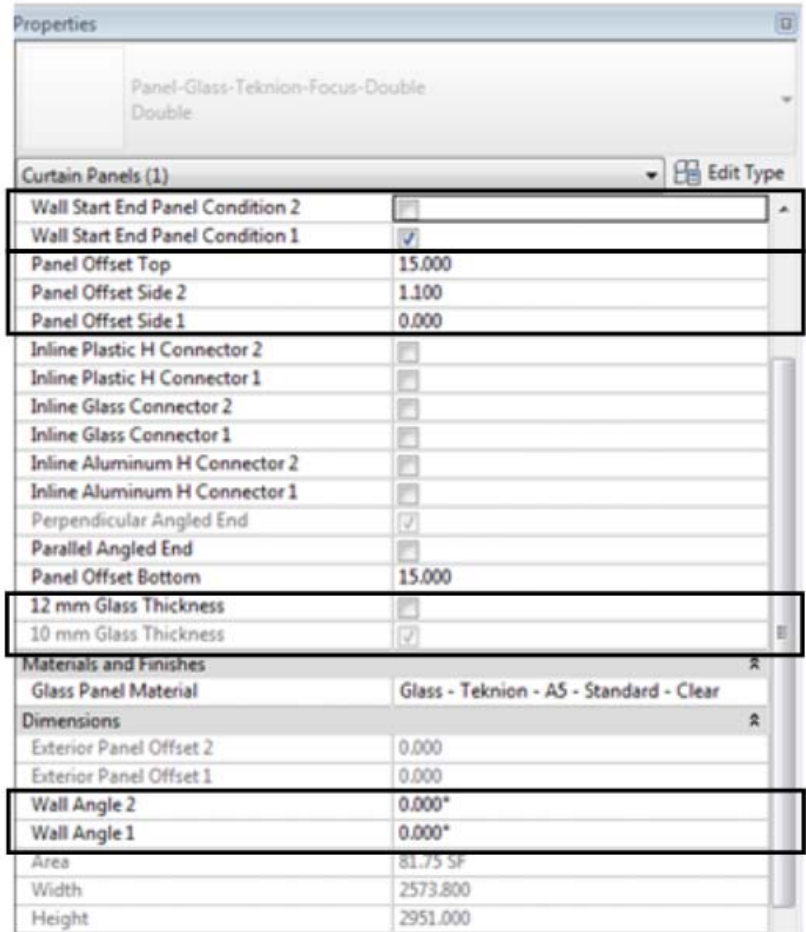 Properties
Panel-Glass-Teknion-Focus-Double
Double
Curtain Panels (1) Edit Type
Wall Start End Panel Condition 2
Wall Start End Panel Condition 1
Panel Offset Top 15.000
Panel Offset Side 2 1.100
Panel Offset Side 1 0.000
Inline Plastic H Connector 2
Inline Plastic H Connector 1
Inline Glass Connector 2
Inline Glass Connector 1
Inline Aluminum H Connector 2
Inline Aluminum H Connector 1
Perpendicular Angled End
Parallel Angled End
Panel Offset Bottom 15.000
12 mm Glass Thickness
10 mm Glass Thickness
Materials and Finishes
Glass Panel Material Glass - Teknion - A5 - Standard - Clear
Dimensions
Exterior Panel Offset 2 0.000
Exterior Panel Offset 1 0.000
Wall Angle 2 0.000°
Wall Angle 1 0.000°
Area 81.75 SF
Width 2573.800
Height 2951.000